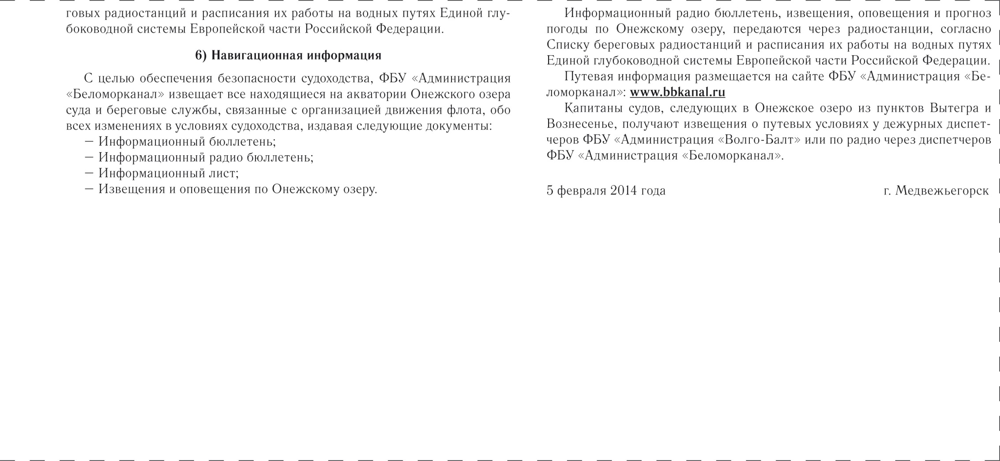 говых радиостанций и расписания их работы на водных путях Единой глу-
боководной системы Европейской части Российской Федерации.
6) Навигационная информация
С целью обеспечения безопасности судоходства, ФБУ «Администрация
«Беломорканал» извещает все находящиеся на акватории Онежского озера
суда и береговые службы, связанные с организацией движения флота, обо
всех изменениях в условиях судоходства, издавая следующие документы:
— Информационный бюллетень;
— Информационный радио бюллетень;
— Информационный лист;
— Извещения и оповещения по Онежскому озеру.
Информационный радио бюллетень, извещения, оповещения и прогноз
погоды по Онежскому озеру, передаются через радиостанции, согласно
Списку береговых радиостанций и расписания их работы на водных путях
Единой глубоководной системы Европейской части Российской Федерации.
Путевая информация размещается на сайте ФБУ «Администрация «Бе-
ломорканал»: www.bbkanal.ru
Капитаны судов, следующих в Онежское озеро из пунктов Вытегра и
Вознесенье, получают извещения о путевых условиях у дежурных диспет-
черов ФБУ «Администрация «Волго-Балт» или по радио через диспетчеров
ФБУ «Администрация «Беломорканал».
5 февраля 2014 года г. Медвежьегорск